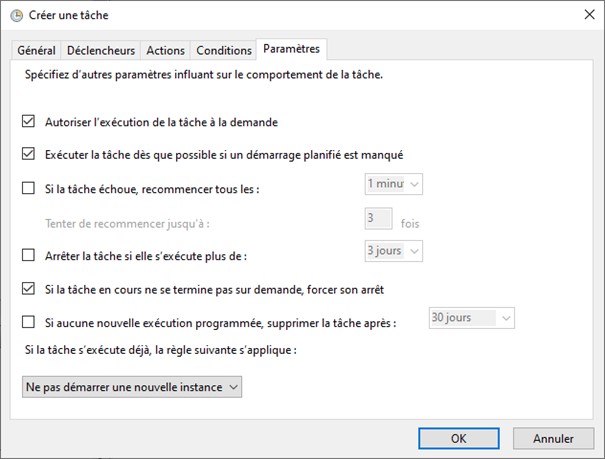 Créer une tâche
Général Déclencheurs Actions Conditions Paramètres
Spécifiez d'autres paramètres influant sur le comportement de la tâche.
Autoriser l'exécution de la tâche à la demande
Exécuter la tâche dès que possible si un démarrage planifié est manqué
Si la tâche échoue, recommencer tous les : 1 minu
Tenter de recommencer jusqu'à : 3 fois
Arrêter la tâche si elle s'exécute plus de : 3 jours
Si la tâche en cours ne se termine pas sur demande, forcer son arrêt
Si aucune nouvelle exécution programmée, supprimer la tâche après : 30 jours
Si la tâche s'exécute déjà, la règle suivante s'applique :
Ne pas démarrer une nouvelle instance
OK Annuler